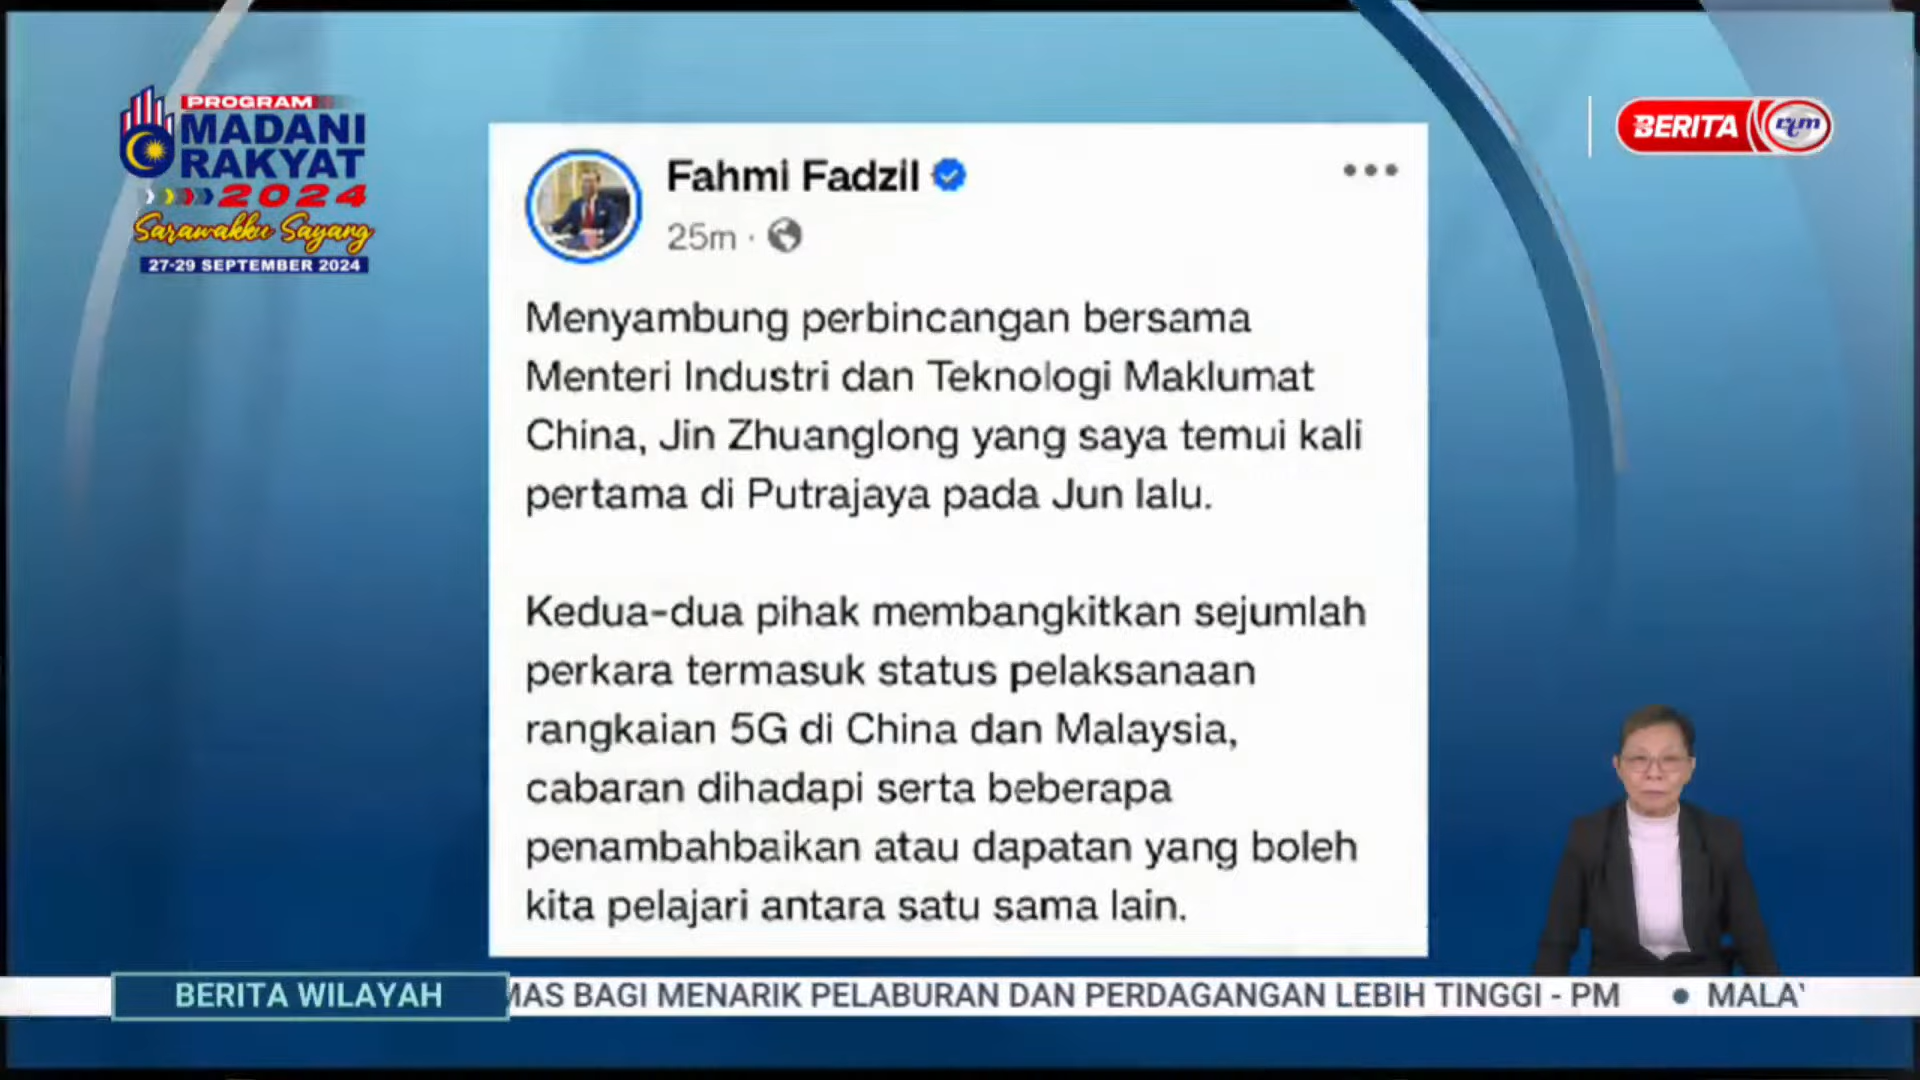 PROGRAM
MADANI
RAKYAT
2024
Sarawakku Sayang
27-29 SEPTEMBER 2024
BERITA rtm
Fahmi Fadzil
25m ·
Menyambung perbincangan bersama
Menteri Industri dan Teknologi Maklumat
China, Jin Zhuanglong yang saya temui kali
pertama di Putrajaya pada Jun lalu.
Kedua-dua pihak membangkitkan sejumlah
perkara termasuk status pelaksanaan
rangkaian 5G di China dan Malaysia,
cabaran dihadapi serta beberapa
penambahbaikan atau dapatan yang boleh
kita pelajari antara satu sama lain.
BERITA WILAYAH
MAS BAGI MENARIK PELABURAN DAN PERDAGANGAN LEBIH TINGGI - PM • MALA